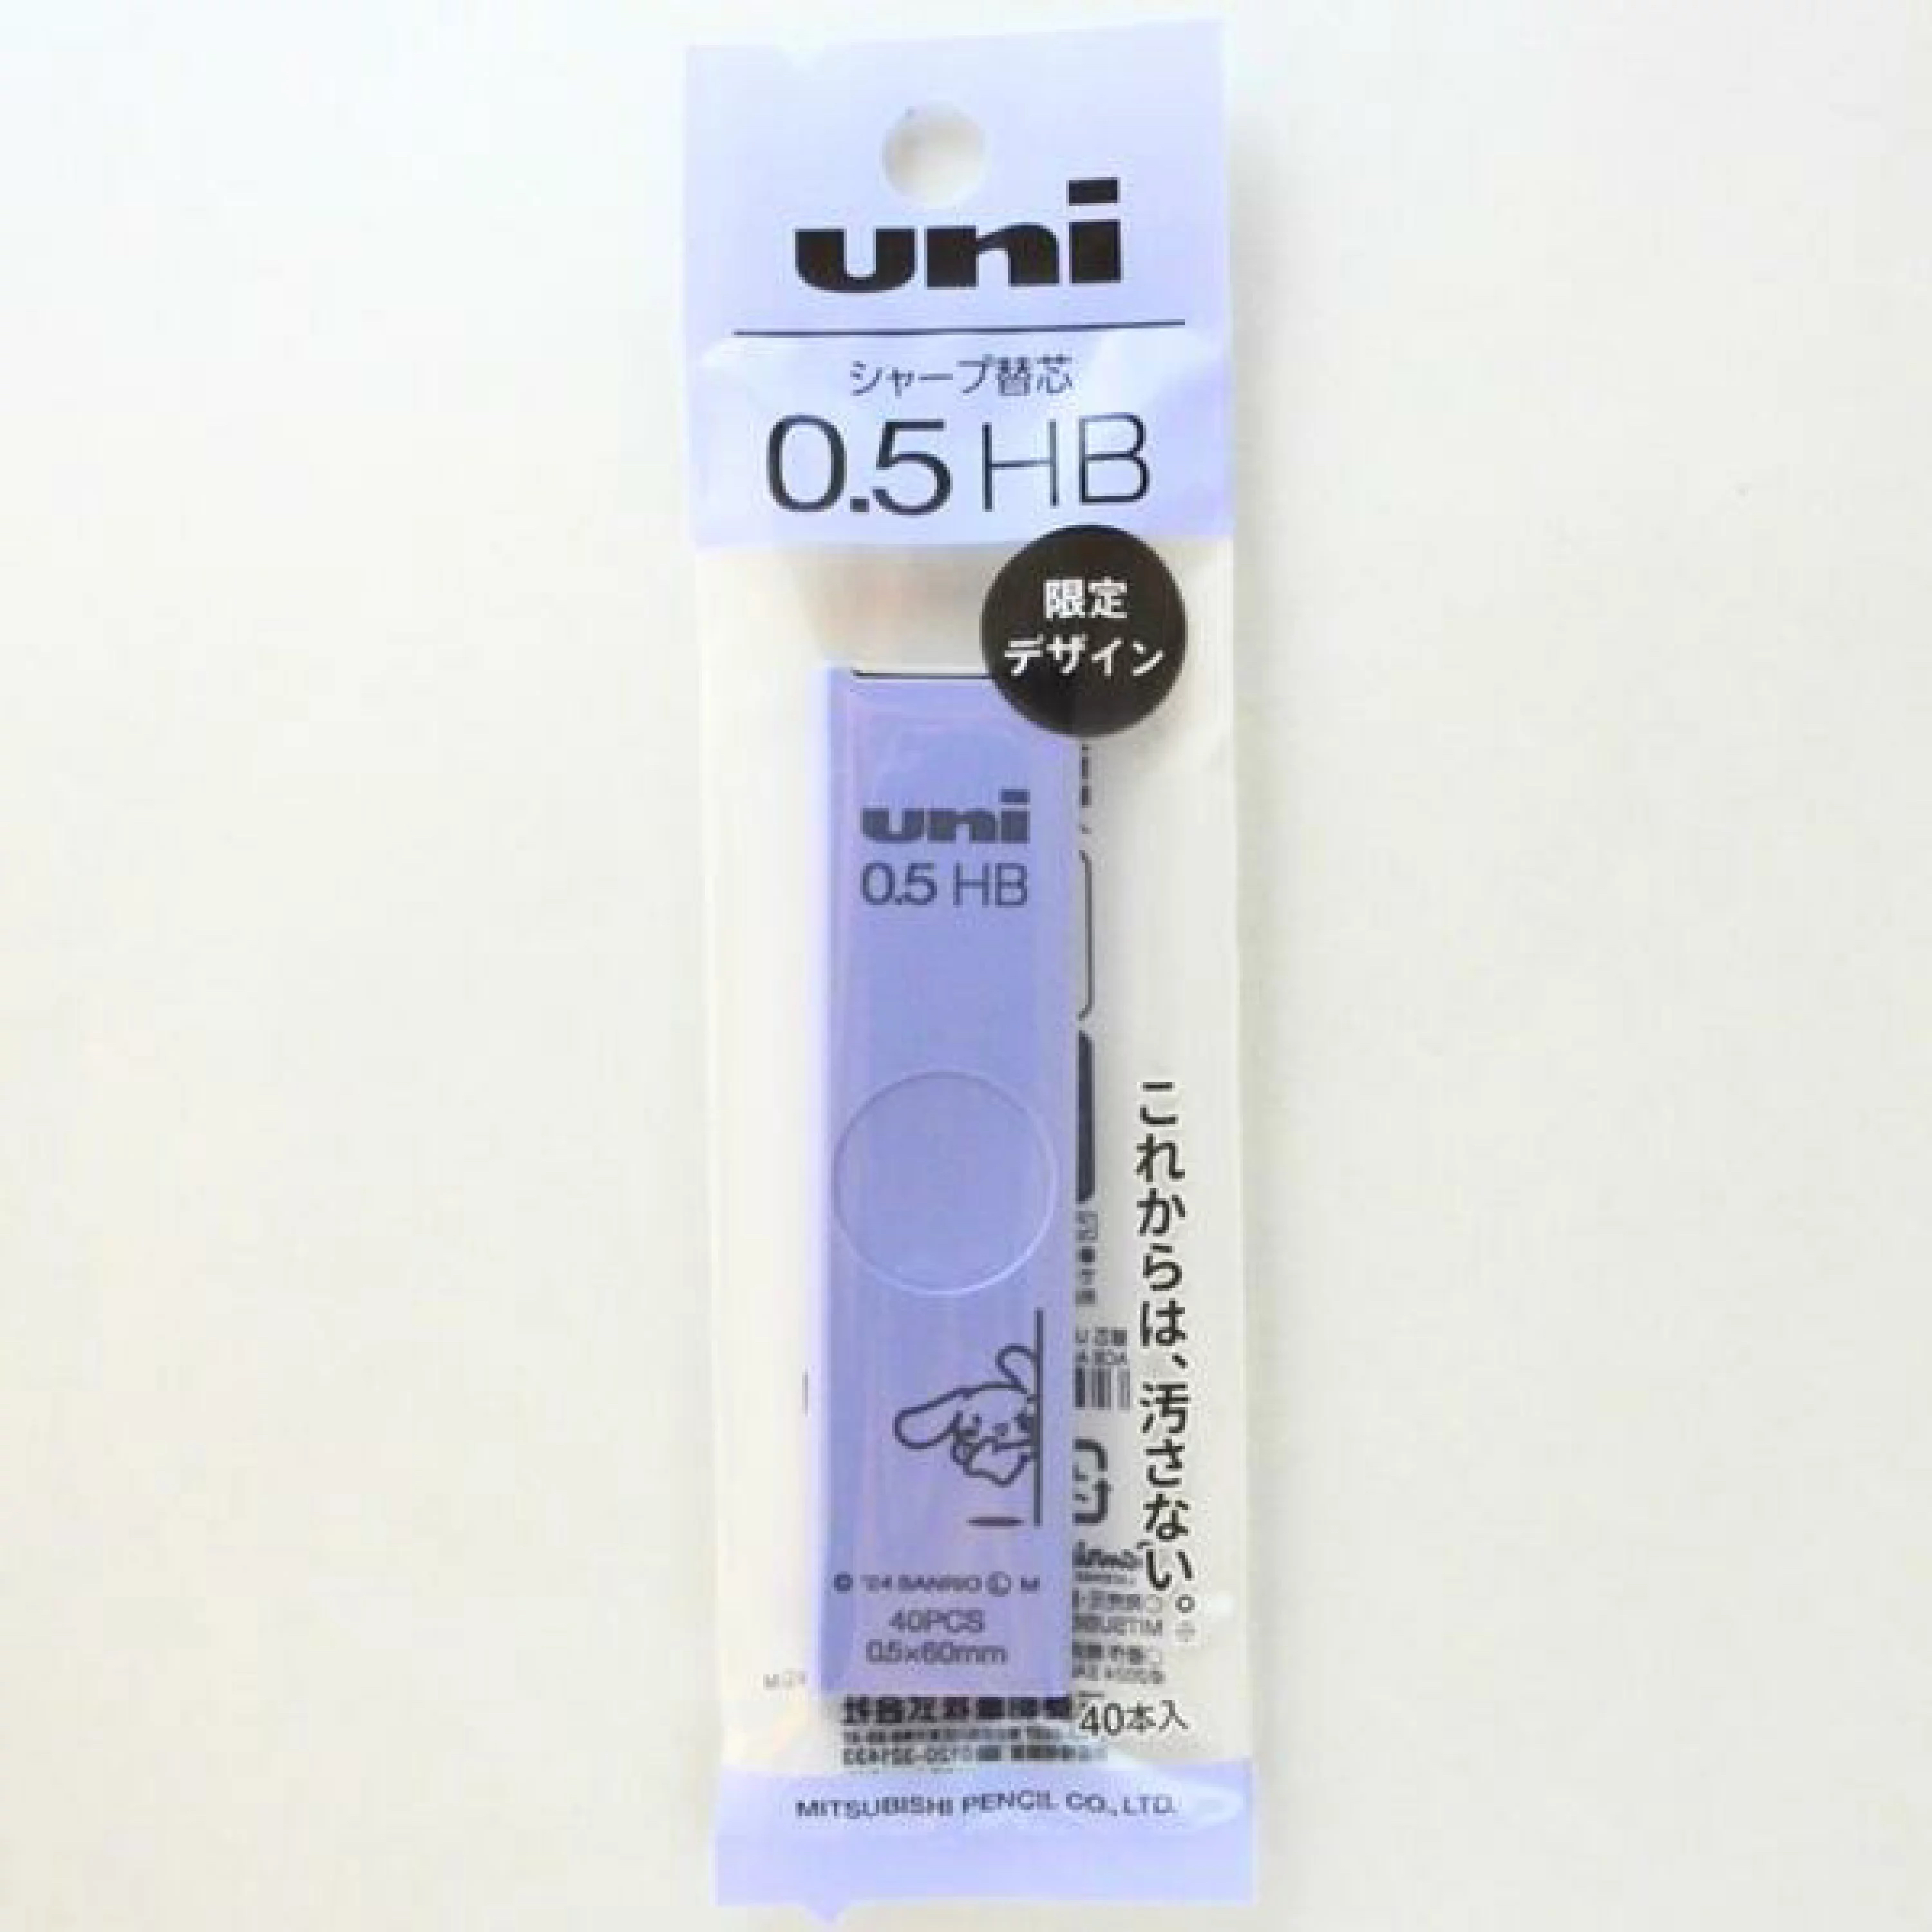 uni
シャープ替芯
0.5 HB
限定
デザイン
uni
0.5 HB
これからは、汚さない。
© '24 SANRIO Ⓛ M
40PCS
0.5×60mm
40本入
MITSUBISHI PENCIL CO., LTD.